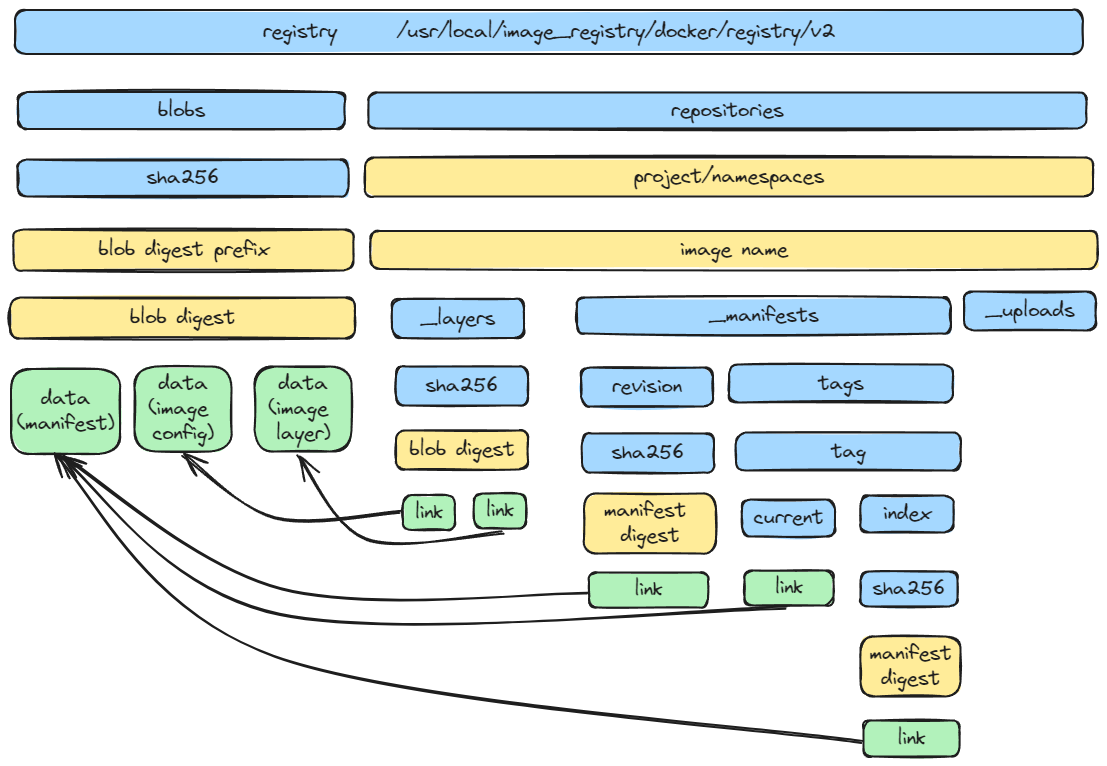 registry /usr/local/image_registry/docker/registry/v2
blobs
repositories
sha256
project/namespaces
blob digest prefix
image name
blob digest
_layers
_manifests
_uploads
data
(manifest)
data
(image
config)
data
(image
layer)
sha256
revision
tags
blob digest
sha256
tag
link
link
manifest
digest
current
index
link
link
sha256
manifest
digest
link